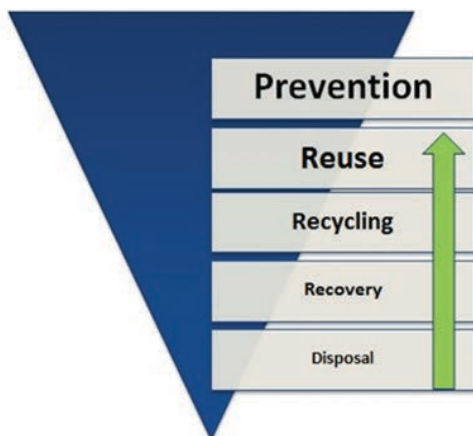 Prevention
Reuse
Recycling
Recovery
Disposal